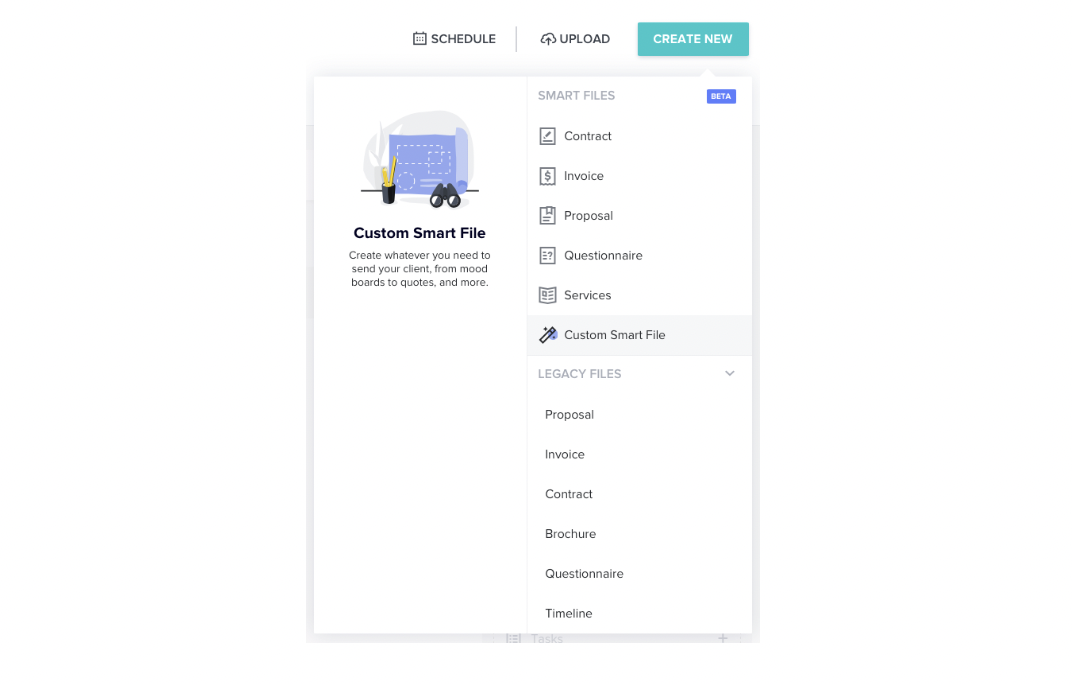 SCHEDULE
UPLOAD
CREATE NEW
Custom Smart File
Create whatever you need to
send your client, from mood
boards to quotes, and more.
SMART FILES
BETA
Contract
Invoice
Proposal
Questionnaire
Services
Custom Smart File
LEGACY FILES
Proposal
Invoice
Contract
Brochure
Questionnaire
Timeline
Tasks